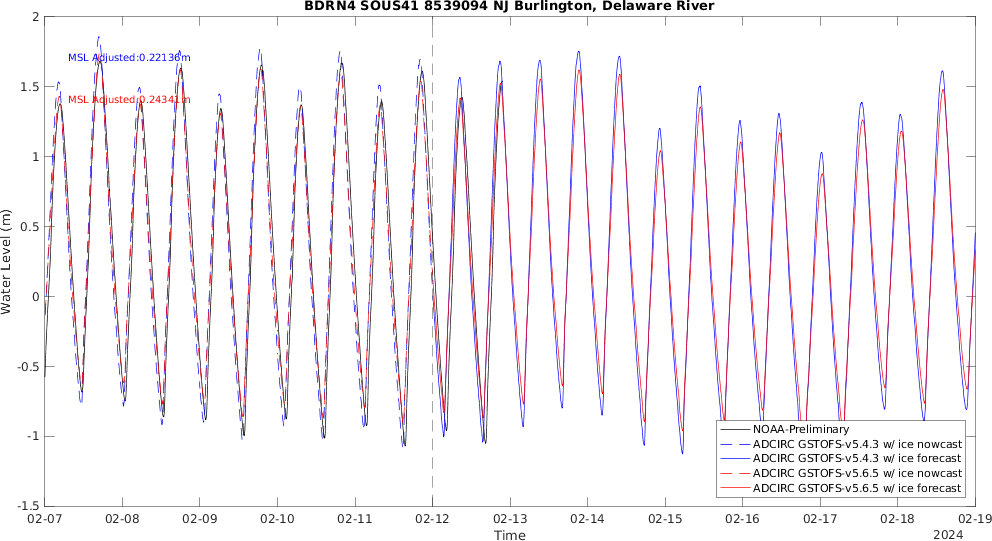 BDRN4 SOUS41 8539094 NJ Burlington, Delaware River
2
1.5
1
0.5
0
-0.5
-1
-1.5
Water Level (m)
MSL Adjusted:0.22136m
MSL Adjusted:0.24341m
NOAA-Preliminary
ADCIRC GSTOFS-v5.4.3 w/ ice nowcast
ADCIRC GSTOFS-v5.4.3 w/ ice forecast
ADCIRC GSTOFS-v5.6.5 w/ ice nowcast
ADCIRC GSTOFS-v5.6.5 w/ ice forecast
02-07 02-08 02-09 02-10 02-11 02-12 02-13 02-14 02-15 02-16 02-17 02-18 02-19
Time
2024